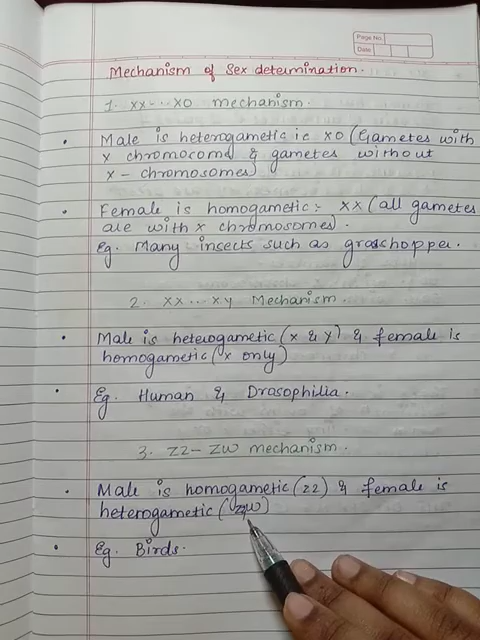 Page No.
Date
Mechanism of Sex determination.
1. XX-..XO mechanism.
• Male is heterogametic ie XO (Gametes with
X chromocome & gametes without
X - chromosomes)
• Female is homogametic :- XX (all gametes
are with X chromosomes).
Eg. Many insects such as grasshopper.
2. XX... XY Mechanism.
• Male is heterogametic (X & Y) & female is
homogametic (X only)
• Eg. Human & Drasophilia.
3. ZZ- ZW mechanism.
• Male is homogametic (ZZ) & female is
heterogametic (ZW)
• Eg. Birds.